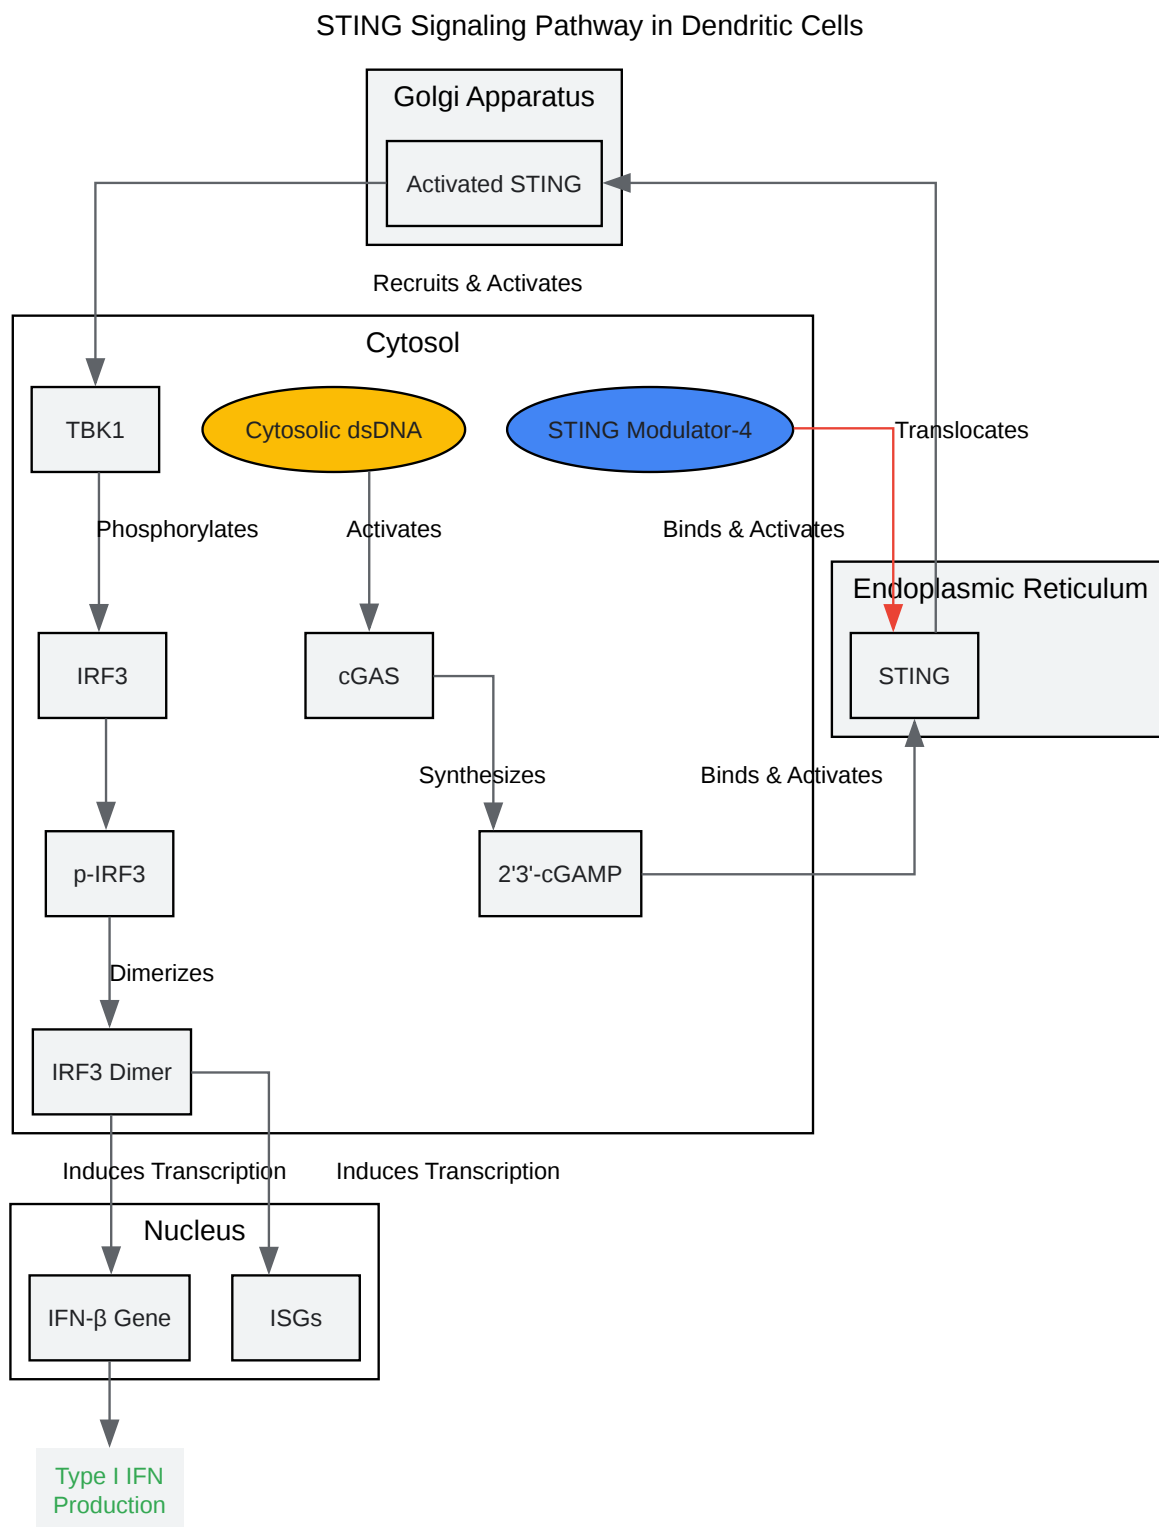 STING Signaling Pathway in Dendritic Cells
Golgi Apparatus
Activated STING
Recruits & Activates
Cytosol
TBK1
Cytosolic dsDNA
STING Modulator-4
Translocates
Phosphorylates
Activates
Binds & Activates
Endoplasmic Reticulum
IRF3
cGAS
STING
Synthesizes
Binds & Activates
p-IRF3
2'3'-cGAMP
Dimerizes
IRF3 Dimer
Induces Transcription
Induces Transcription
Nucleus
IFN-β Gene
ISGs
Type I IFN
Production